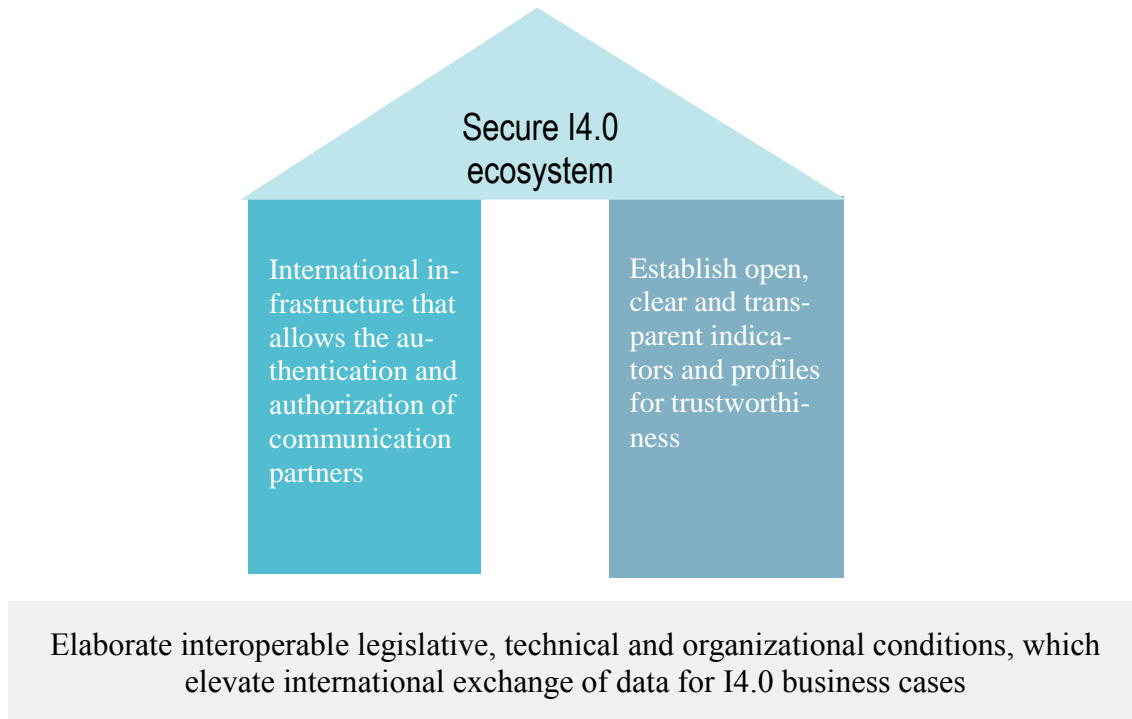 Secure I4.0
ecosystem
International in-
frastructure that
allows the au-
thentication and
authorization of
communication
partners
Establish open,
clear and trans-
parent indica-
tors and profiles
for trustworthi-
ness
Elaborate interoperable legislative, technical and organizational conditions, which
elevate international exchange of data for I4.0 business cases